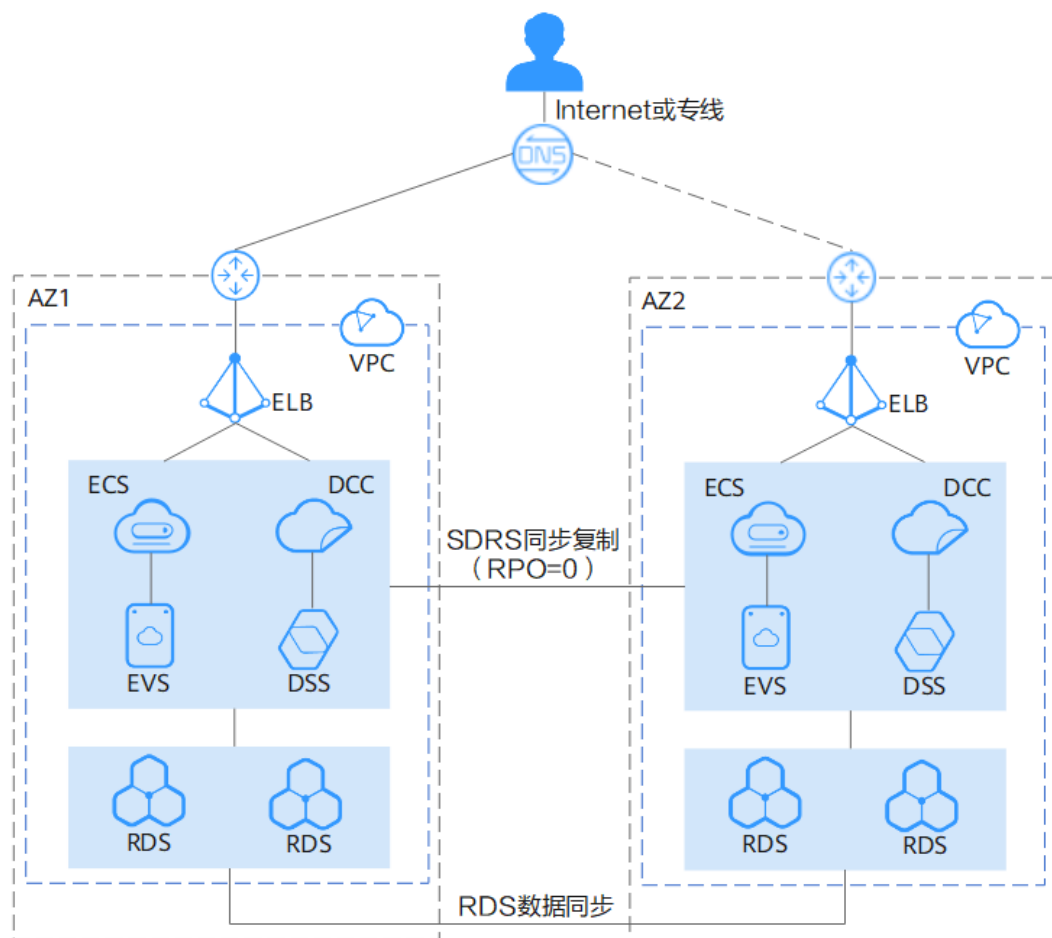 Internet或专线
DNS
AZ1
VPC
ELB
ECS
DCC
EVS
DSS
RDS
RDS
SDRS同步复制
（RPO=0）
RDS数据同步
AZ2
VPC
ELB
ECS
DCC
EVS
DSS
RDS
RDS